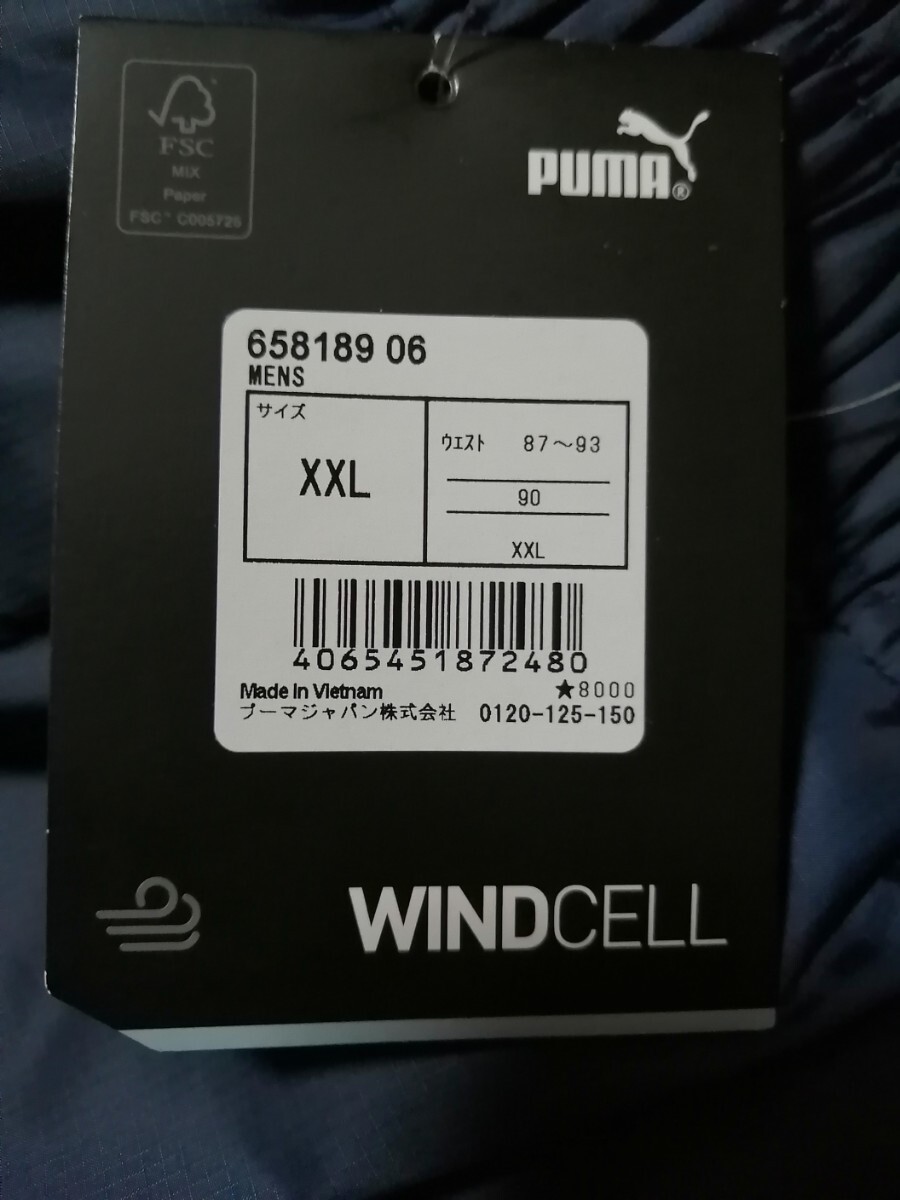 FSC
MIX
Paper
FSC® C005725
PUMA®
658189 06
MENS
サイズ
XXL
ウエスト 87～93
90
XXL
4065451872480
Made in Vietnam
★8000
プーマジャパン株式会社 0120-125-150
WINDCELL